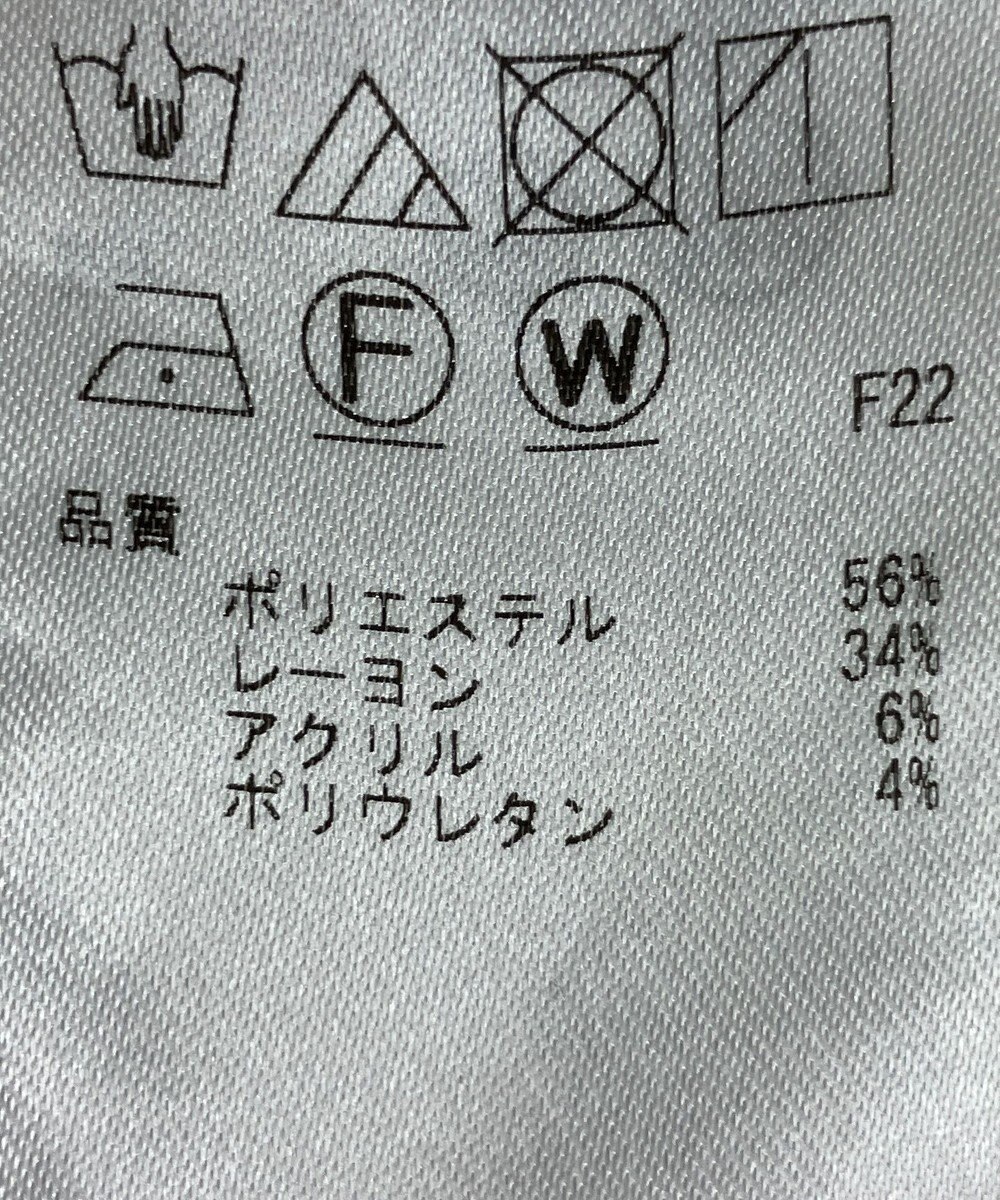 F W F22
品質
ポリエステル 56%
レーヨン 34%
アクリル 6%
ポリウレタン 4%